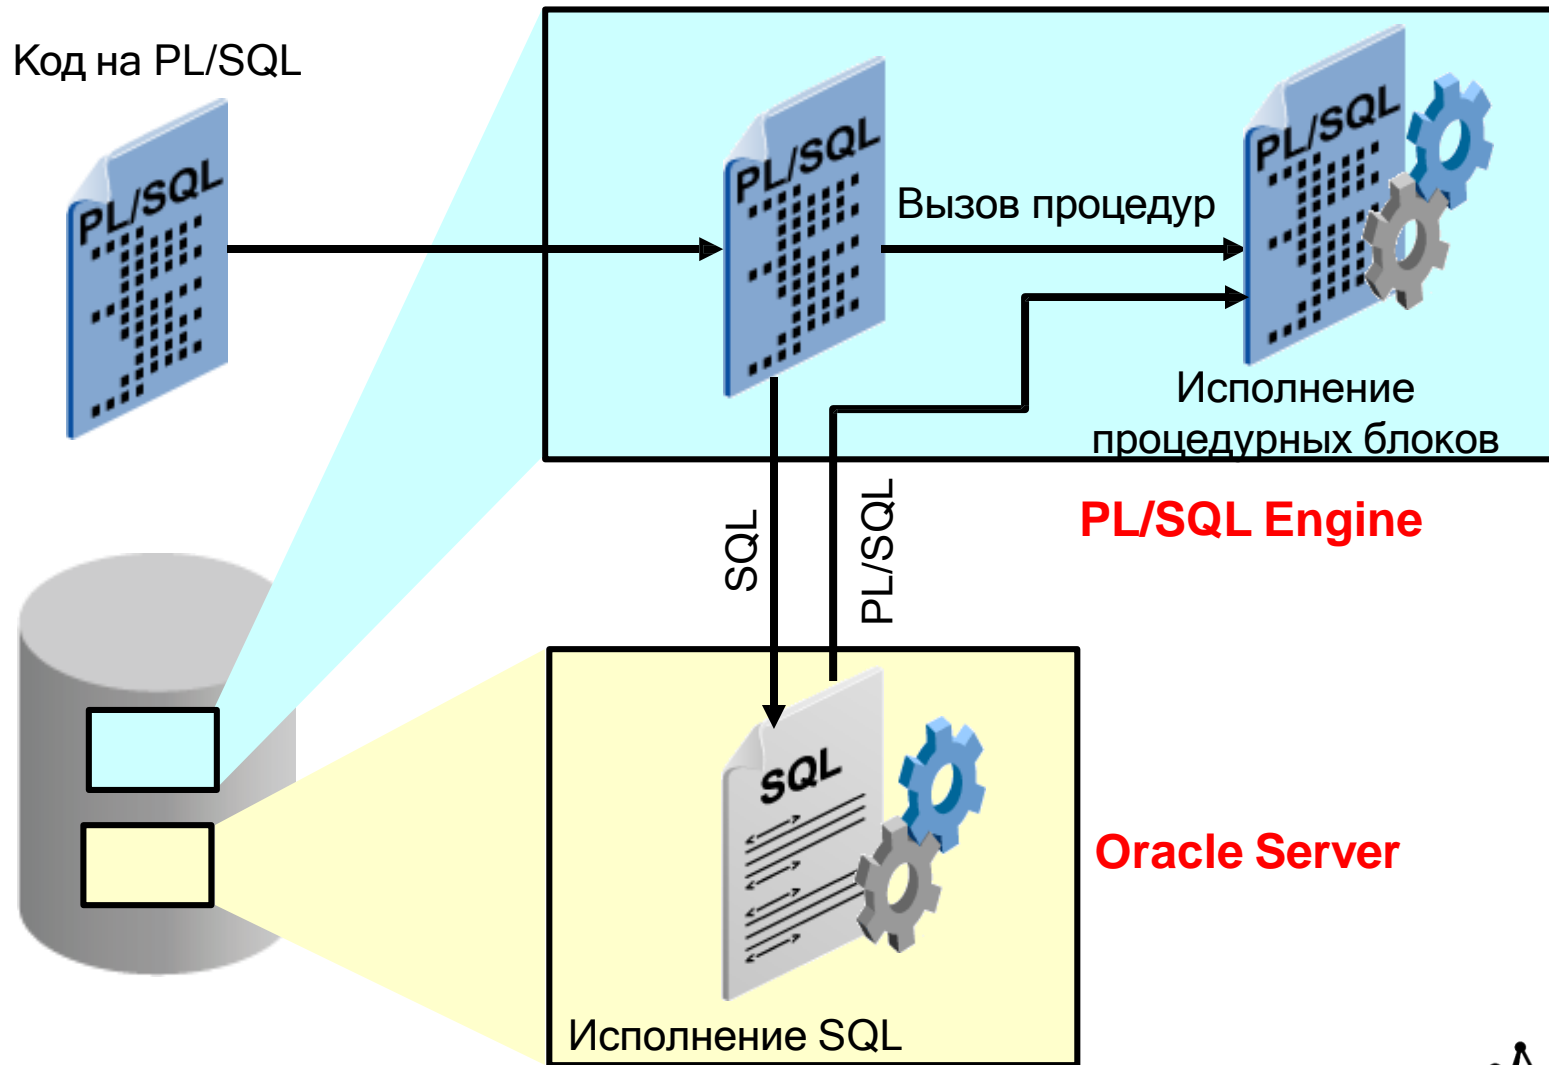 Код на PL/SQL
PL/SQL
PL/SQL
PL/SQL
Вызов процедур
Исполнение
процедурных блоков
SQL
PL/SQL
PL/SQL Engine
SQL
Oracle Server
Исполнение SQL